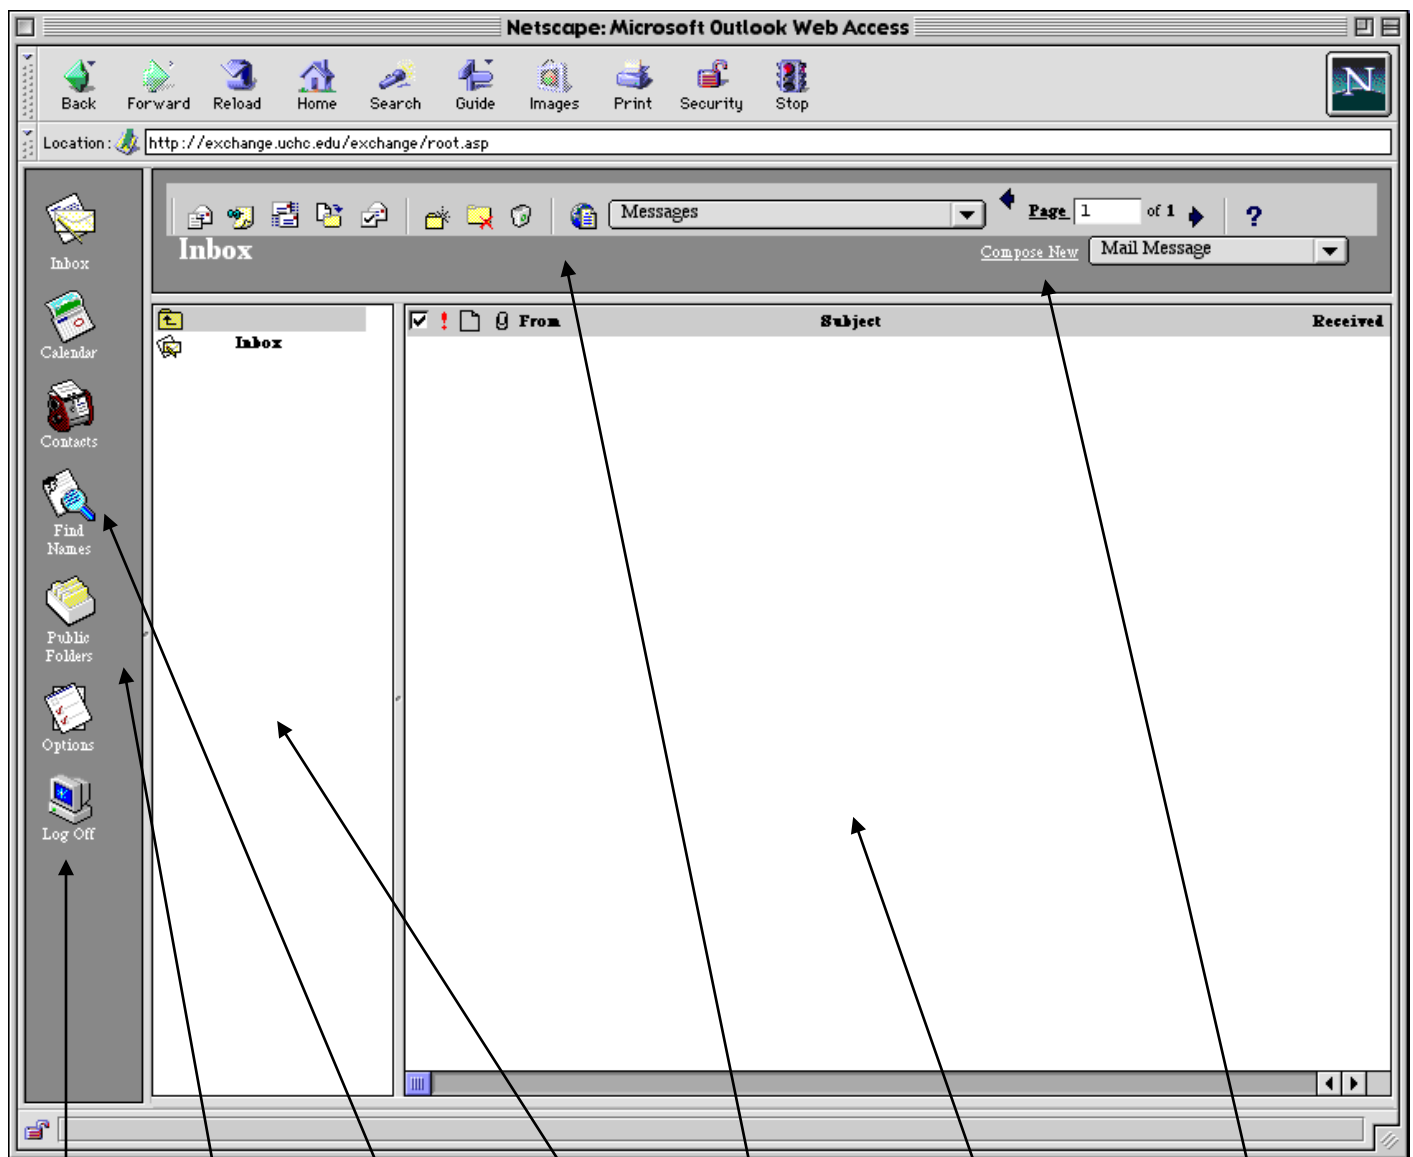 Netscape: Microsoft Outlook Web Access
Back Forward Reload Home Search Guide Images Print Security Stop
N
Location: http://exchange.uchc.edu/exchange/root.asp
Messages Page 1 of 1 ?
Inbox Compose New Mail Message
Inbox
Calendar
Contacts
Find
Names
Public
Folders
Options
Log Off
Inbox
! From Subject Received